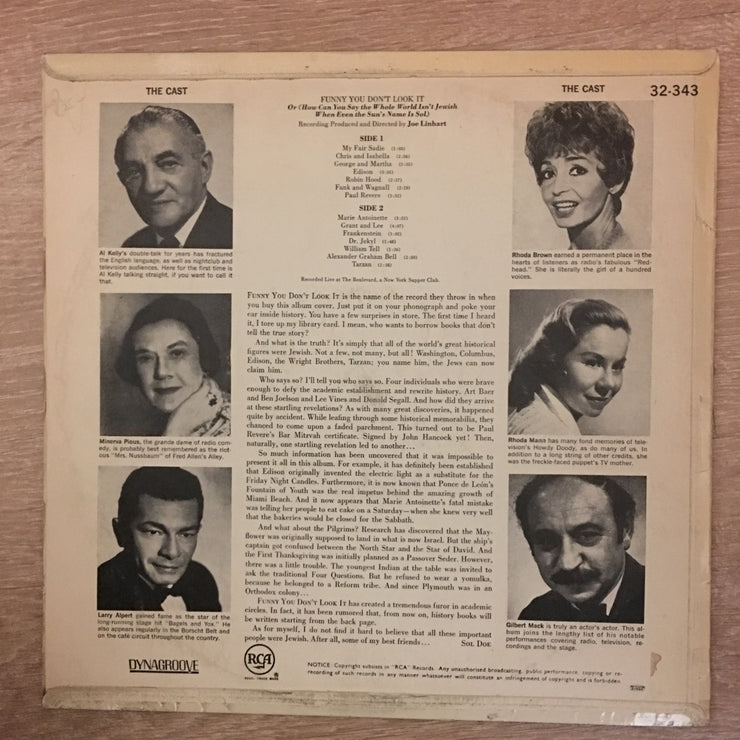 THE CAST
Al Kelly's double-talk for years has fractured
the English language, as well as nightclub and
television audiences. Here for the first time is
Al Kelly talking straight, if you want to call it
that.
Minerva Pious, the grande dame of radio com-
edy, is probably best remembered as the riot-
ous "Mrs. Nussbaum" of Fred Allen's Alley.
Larry Alpert gained fame as the star of the
long-running stage hit "Bagels and Yox." He
also appears regularly in the Borscht Belt and
on the café circuit throughout the country.
DYNAGROOVE
FUNNY YOU DON'T LOOK IT
Or (How Can You Say the Whole World Isn't Jewish
When Even the Sun's Name Is Sol)
Recording Produced and Directed by Joe Linhart
SIDE 1
My Fair Sadie
Chris and Isabella
George and Martha
Edison
Robin Hood
Funk and Wagnall
Paul Revere
SIDE 2
Marie Antoinette
Grant and Lee
Frankenstein
Dr. Jekyl
William Tell
Alexander Graham Bell
Tarzan
Recorded Live at The Boulevard, a New York Supper Club.
FUNNY YOU DON'T LOOK IT is the name of the record they throw in when
you buy this album cover. Just put it on your phonograph and poke your
ear inside history. You have a few surprises in store. The first time I heard
it, I tore up my library card. I mean, who wants to borrow books that don't
tell the true story?
And what is the truth? It's simply that all of the world's great historical
figures were Jewish. Not a few, not many, but all! Washington, Columbus,
Edison, the Wright Brothers, Tarzan; you name him, the Jews can now
claim him.
Who says so? I'll tell you who says so. Four individuals who were brave
enough to defy the academic establishment and rewrite history. Art Baer
and Ben Joelson and Lee Vines and Donald Segall. And how did they arrive
at these startling revelations? As with many great discoveries, it happened
quite by accident. While leafing through some historical memorabilia, they
chanced to come upon a faded parchment. This turned out to be Paul
Revere's Bar Mitzvah certificate. Signed by John Hancock yet! Then,
naturally, one startling revelation led to another...
So much information has been uncovered that it was impossible to
present it all in this album. For example, it has definitely been established
that Edison originally invented the electric light as a substitute for the
Friday Night Candles. Furthermore, it is now known that Ponce de León's
Fountain of Youth was the real impetus behind the amazing growth of
Miami Beach. And it now appears that Marie Antoinette's fatal mistake
was telling her people to eat cake on a Saturday—when she knew very well
that the bakeries would be closed for the Sabbath.
And what about the Pilgrims? Research has discovered that the May-
flower was originally supposed to land in what is now Israel. But the ship's
captain got confused between the North Star and the Star of David. And
the First Thanksgiving was initially planned as a Passover Seder. However,
there was a little trouble. The youngest Indian at the table was invited to
ask the traditional Four Questions. But he refused to wear a yomulka,
because he belonged to a Reform tribe. And since Plymouth was in an
Orthodox colony...
FUNNY YOU DON'T LOOK IT has created a tremendous furor in academic
circles. In fact, it has been rumored that, from now on, history books will
be written starting from the back page.
As for myself, I do not find it hard to believe that all these important
people were Jewish. After all, some of my best friends... SOL DOE
RCA
NOTICE: Copyright subsists in "RCA" Records. Any unauthorised broadcasting, public performance, copying or re-
recording of such records in any manner whatsoever will constitute an infringement of copyright and is forbidden.
THE CAST
32-343
Rhoda Brown earned a permanent place in the
hearts of listeners as radio's fabulous "Red-
head." She is literally the girl of a hundred
voices.
Rhoda Mann has many fond memories of tele-
vision's Howdy Doody, as do many of us. In
addition to a long string of other credits, she
was the freckle-faced puppet's TV mother.
Gilbert Mack is truly an actor's actor. This al-
bum joins the lengthy list of his notable
performances covering radio, television, re-
cordings and the stage.